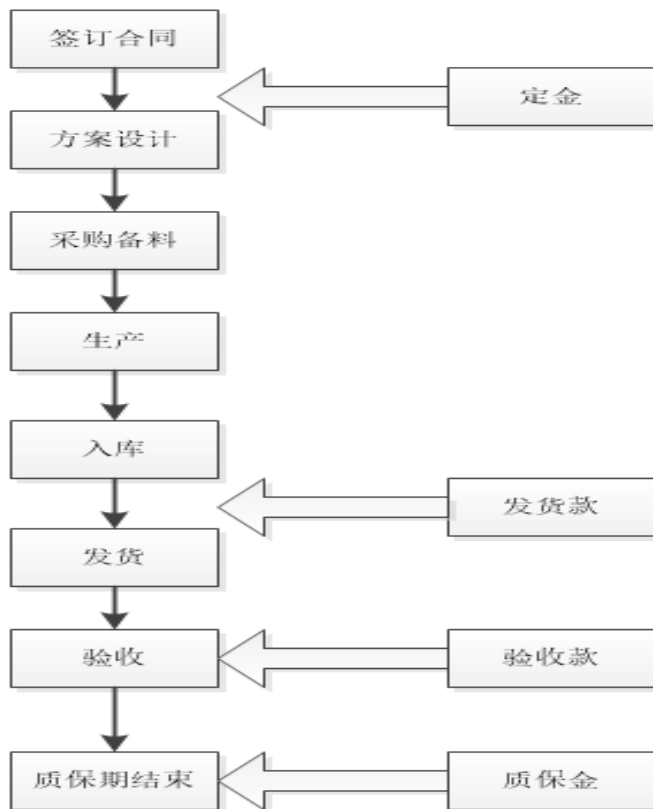 签订合同
定金
方案设计
采购备料
生产
入库
发货款
发货
验收
验收款
质保期结束
质保金